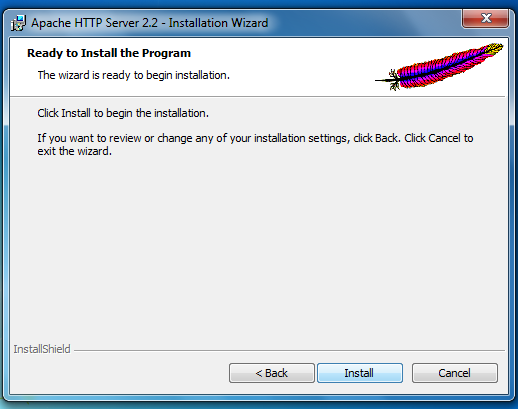 Apache HTTP Server 2.2 - Installation Wizard
Ready to Install the Program
The wizard is ready to begin installation.
Click Install to begin the installation.
If you want to review or change any of your installation settings, click Back. Click Cancel to
exit the wizard.
InstallShield
< Back
Install
Cancel